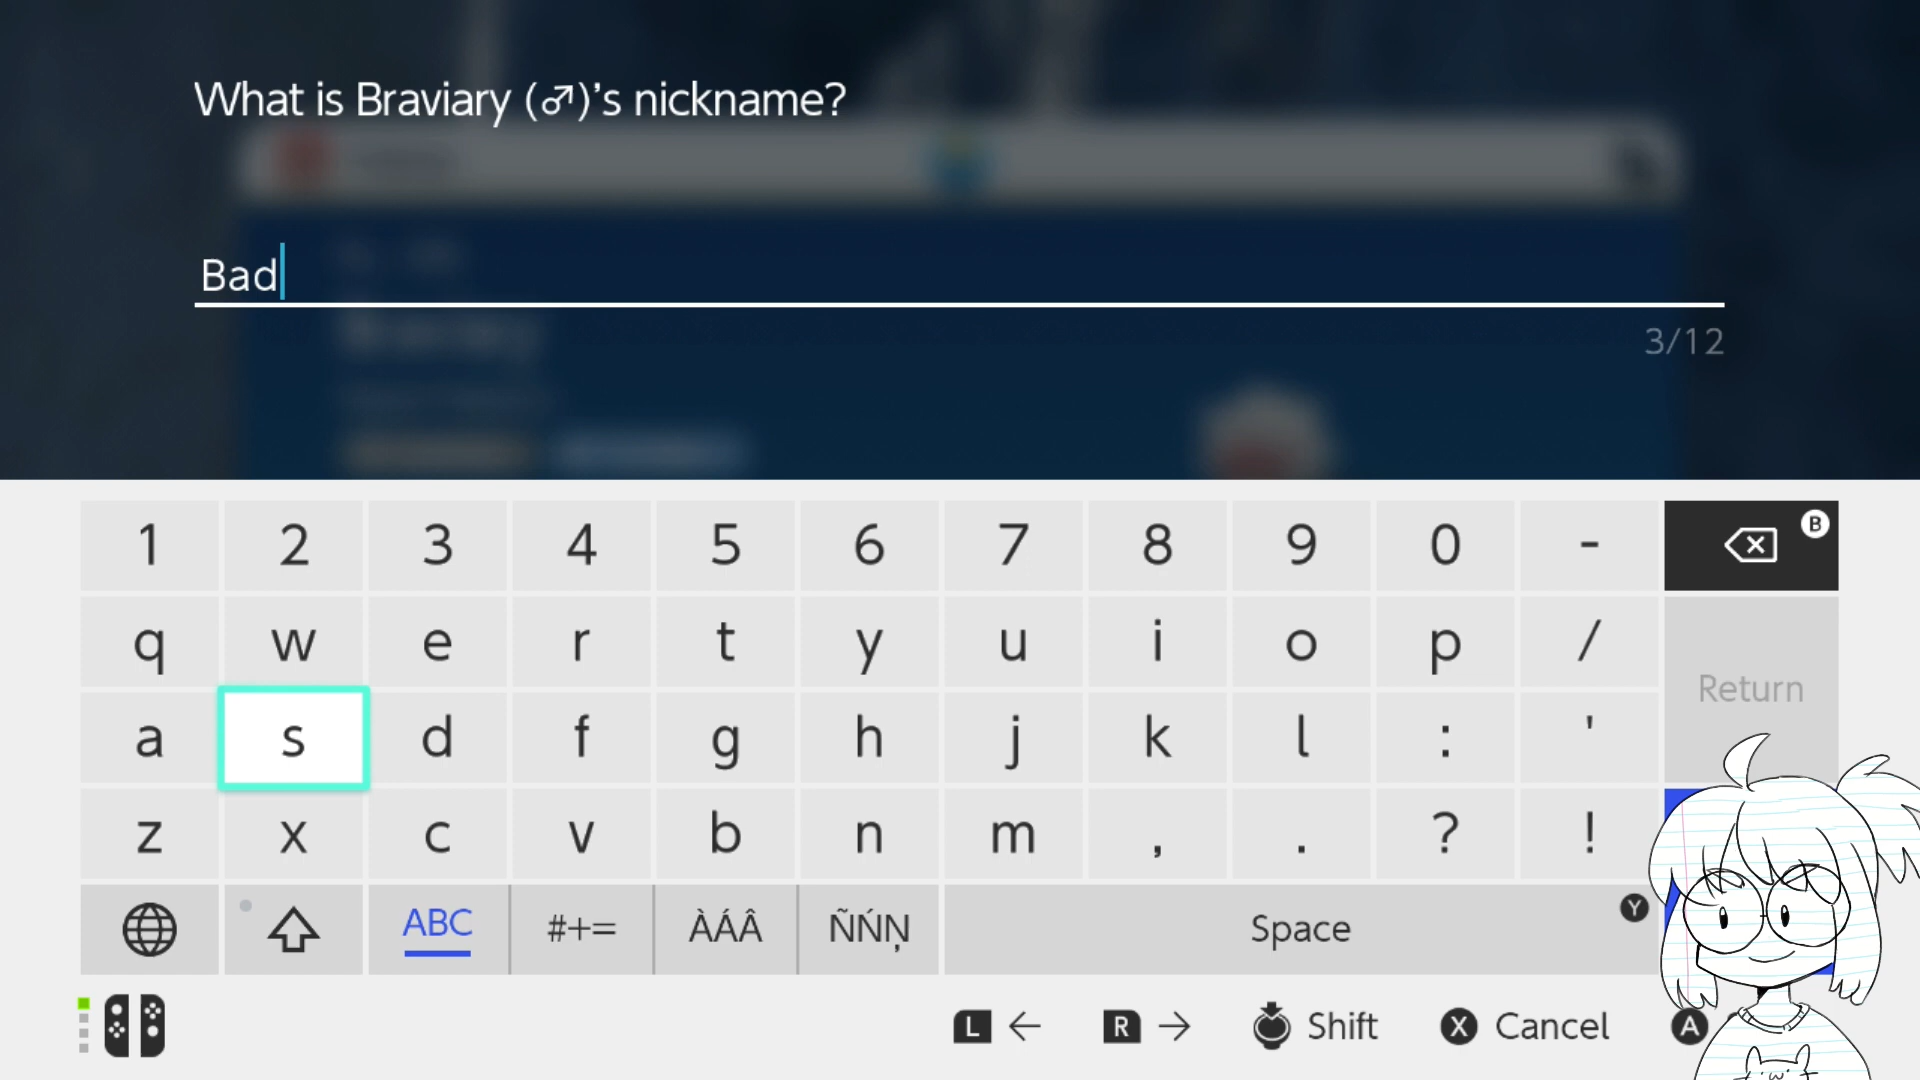 What is Braviary (♂)'s nickname?
Bad
3/12
1 2 3 4 5 6 7 8 9 0 - B
q w e r t y u i o p /
Return
a s d f g h j k l : '
z x c v b n m , . ? !
ABC #+= ÀÁÂ ÑŃŅ Space Y
L ← R → Shift X Cancel A